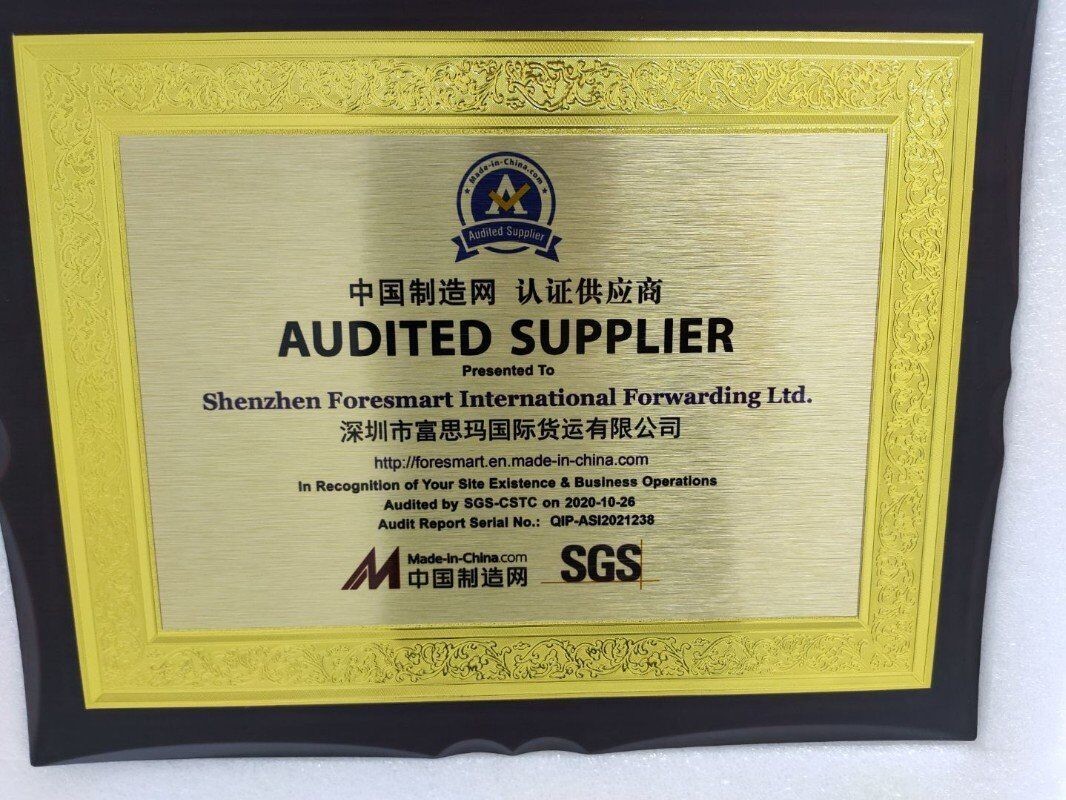 Made-in-China.com
A
Audited Supplier
中国制造网 认证供应商
AUDITED SUPPLIER
Presented To
Shenzhen Foresmart International Forwarding Ltd.
深圳市富思玛国际货运有限公司
http://foresmart.en.made-in-china.com
In Recognition of Your Site Existence & Business Operations
Audited by SGS-CSTC on 2020-10-26
Audit Report Serial No.: QIP-ASI2021238
Made-in-China.com
中国制造网
SGS